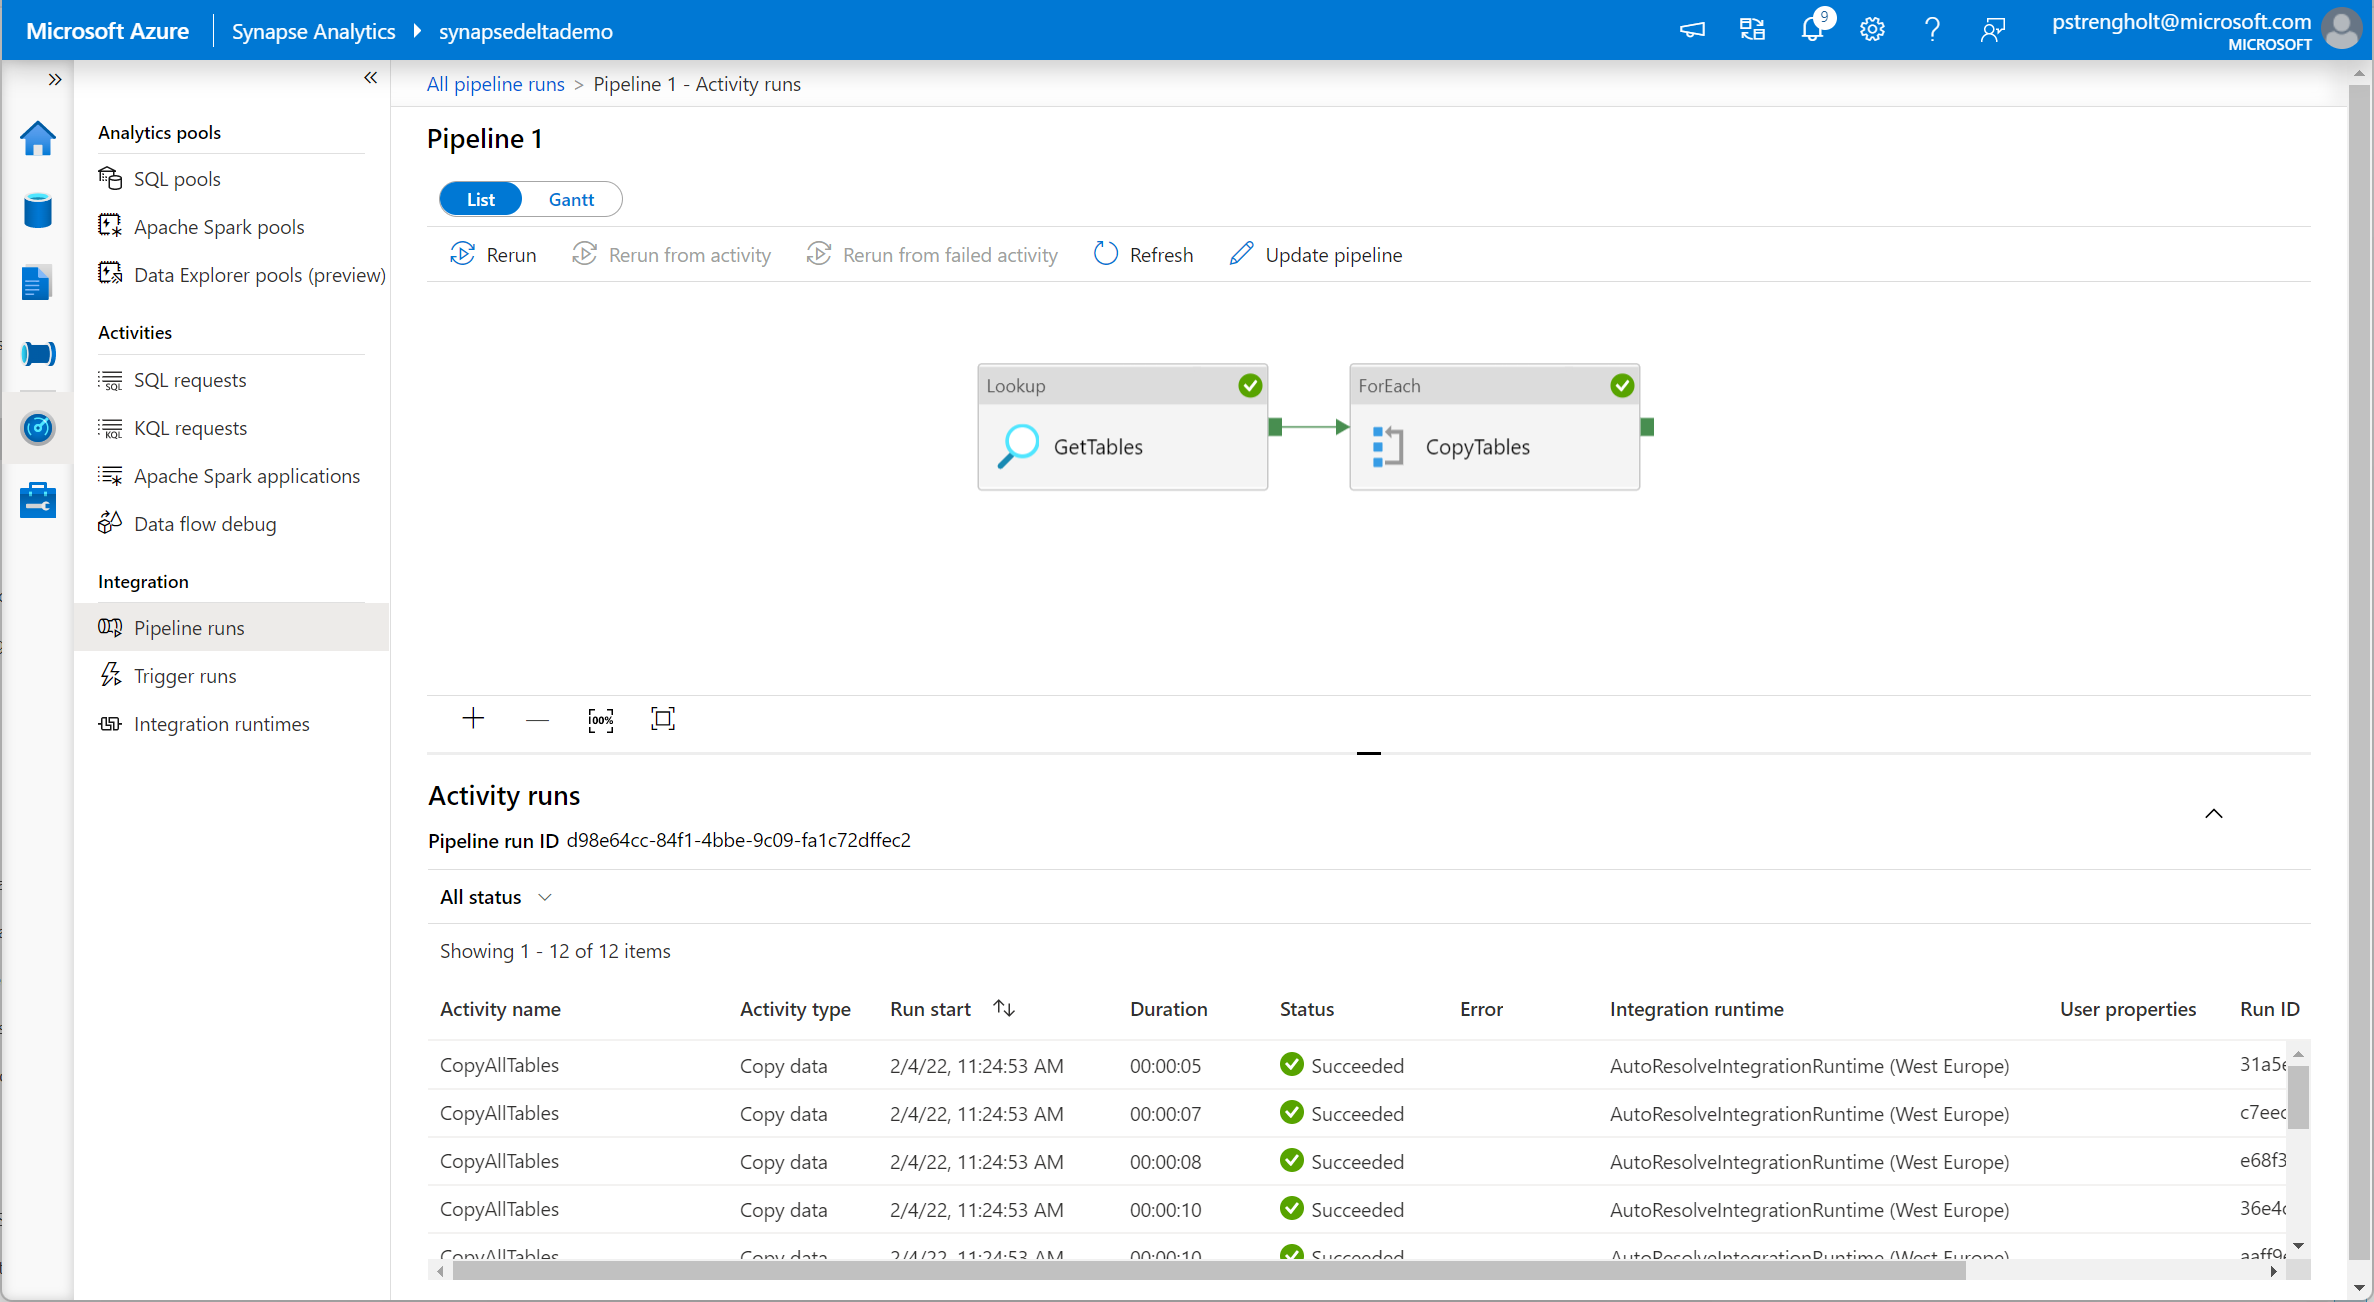 Microsoft Azure
Synapse Analytics
synapsedeltademo
9
pstrengholt@microsoft.com
MICROSOFT
Analytics pools
SQL pools
Apache Spark pools
Data Explorer pools (preview)
Activities
SQL requests
KQL requests
Apache Spark applications
Data flow debug
Integration
Pipeline runs
Trigger runs
Integration runtimes
All pipeline runs > Pipeline 1 - Activity runs
Pipeline 1
List Gantt
Rerun Rerun from activity Rerun from failed activity Refresh Update pipeline
Lookup
GetTables
ForEach
CopyTables
100%
Activity runs
Pipeline run ID d98e64cc-84f1-4bbe-9c09-fa1c72dffec2
All status
Showing 1 - 12 of 12 items
Activity name Activity type Run start Duration Status Error Integration runtime User properties Run ID
CopyAllTables Copy data 2/4/22, 11:24:53 AM 00:00:05 Succeeded AutoResolveIntegrationRuntime (West Europe) 31a5e
CopyAllTables Copy data 2/4/22, 11:24:53 AM 00:00:07 Succeeded AutoResolveIntegrationRuntime (West Europe) c7eec
CopyAllTables Copy data 2/4/22, 11:24:53 AM 00:00:08 Succeeded AutoResolveIntegrationRuntime (West Europe) e68f3
CopyAllTables Copy data 2/4/22, 11:24:53 AM 00:00:10 Succeeded AutoResolveIntegrationRuntime (West Europe) 36e4c
CopyAllTables Copy data 2/4/22, 11:24:53 AM 00:00:10 Succeeded AutoResolveIntegrationRuntime (West Europe) aaff9e